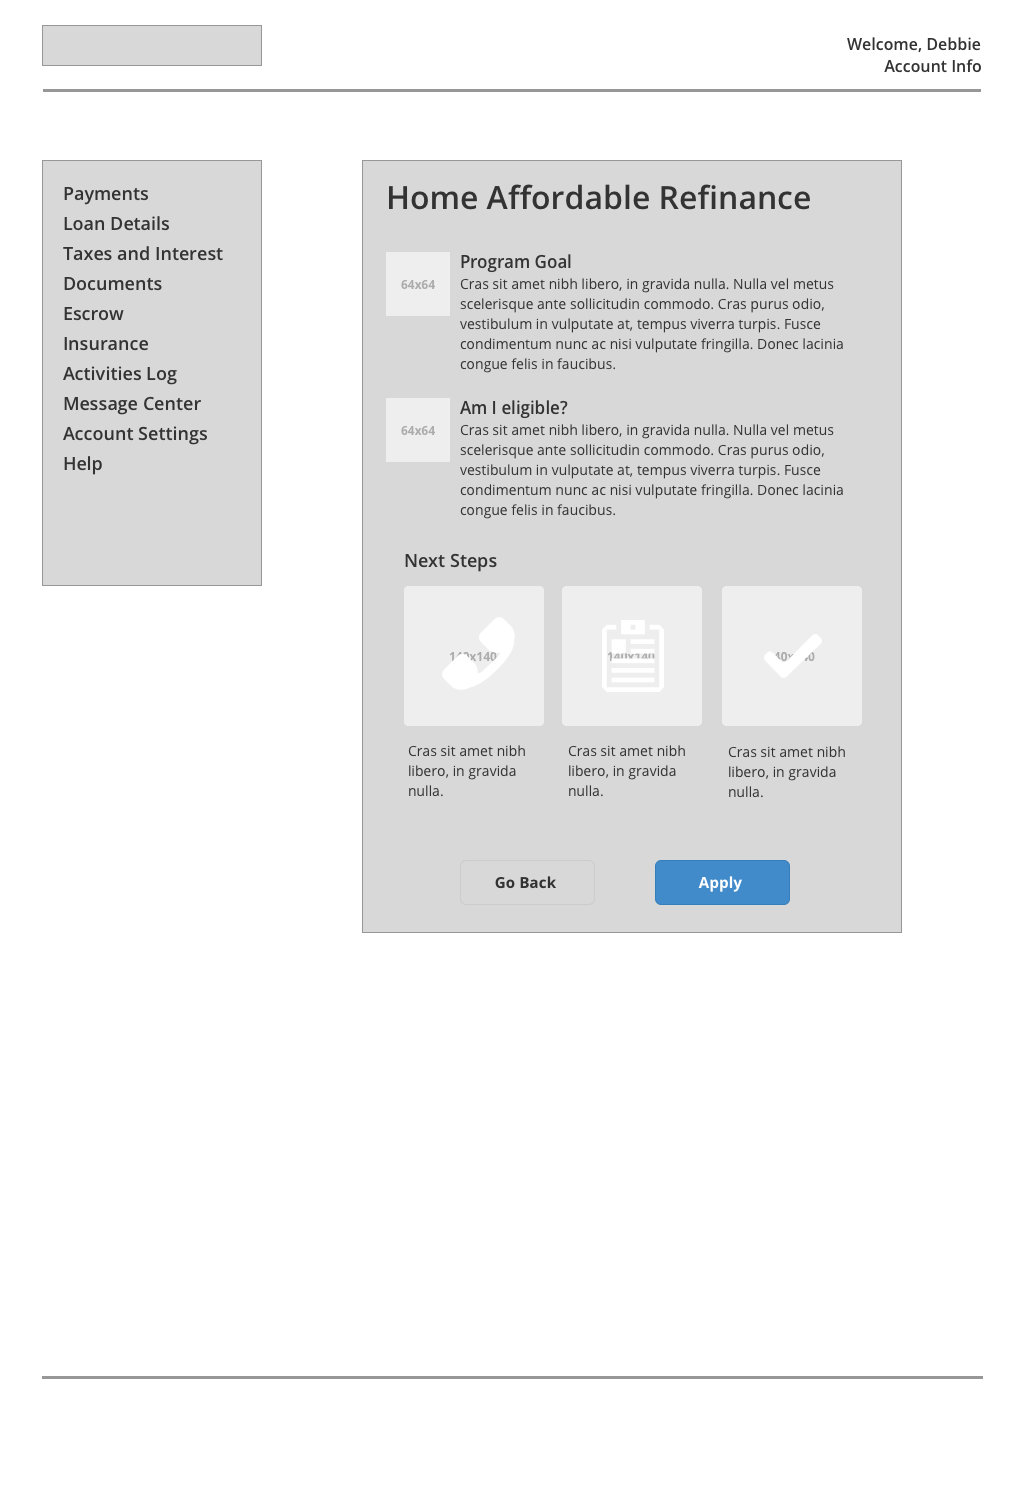 Welcome, Debbie
Account Info
Payments
Loan Details
Taxes and Interest
Documents
Escrow
Insurance
Activities Log
Message Center
Account Settings
Help
Home Affordable Refinance
64x64
Program Goal
Cras sit amet nibh libero, in gravida nulla. Nulla vel metus
scelerisque ante sollicitudin commodo. Cras purus odio,
vestibulum in vulputate at, tempus viverra turpis. Fusce
condimentum nunc ac nisi vulputate fringilla. Donec lacinia
congue felis in faucibus.
64x64
Am I eligible?
Cras sit amet nibh libero, in gravida nulla. Nulla vel metus
scelerisque ante sollicitudin commodo. Cras purus odio,
vestibulum in vulputate at, tempus viverra turpis. Fusce
condimentum nunc ac nisi vulputate fringilla. Donec lacinia
congue felis in faucibus.
Next Steps
140x140
140x140
Cras sit amet nibh
libero, in gravida
nulla.
Cras sit amet nibh
libero, in gravida
nulla.
Cras sit amet nibh
libero, in gravida
nulla.
Go Back
Apply